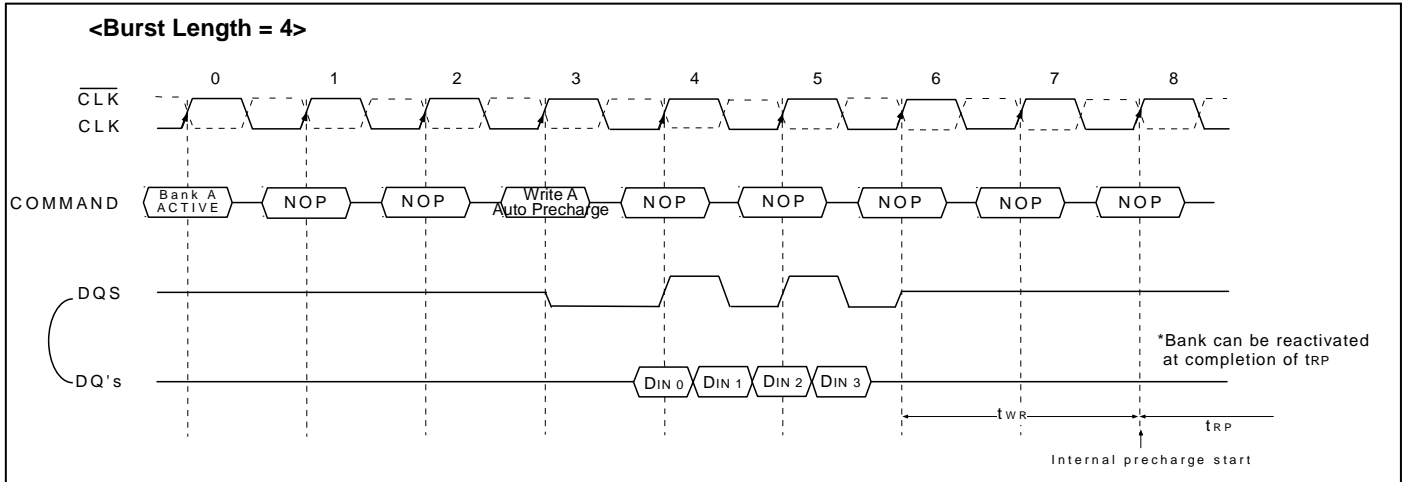 <Burst Length = 4>
0 1 2 3 4 5 6 7 8
CLK
CLK
COMMAND
Bank A
ACTIVE
NOP
NOP
Write A
Auto Precharge
NOP
NOP
NOP
NOP
NOP
DQS
*Bank can be reactivated
at completion of tRP
DQ's
DIN 0
DIN 1
DIN 2
DIN 3
tWR
tRP
Internal precharge start